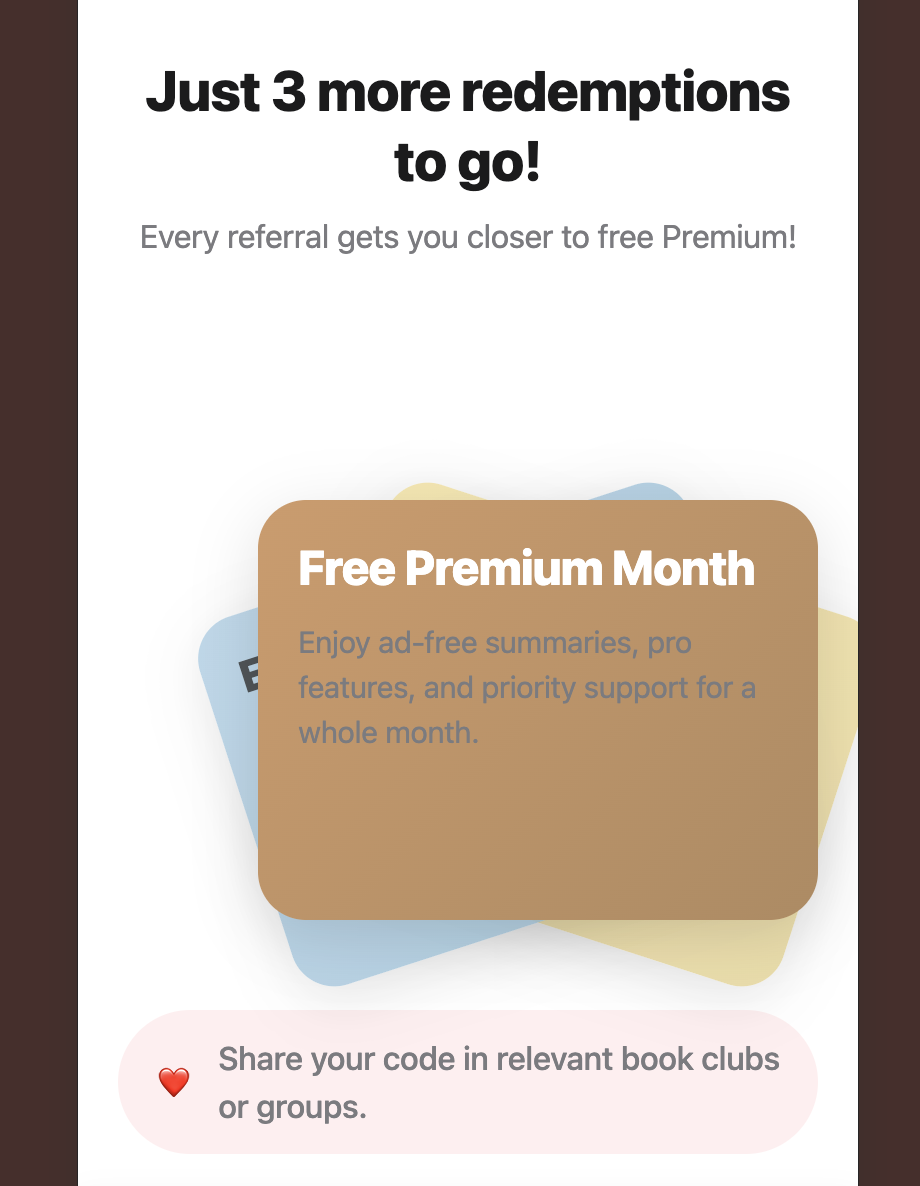 Just 3 more redemptions
to go!
Every referral gets you closer to free Premium!
Free Premium Month
Enjoy ad-free summaries, pro
features, and priority support for a
whole month.
Share your code in relevant book clubs
or groups.